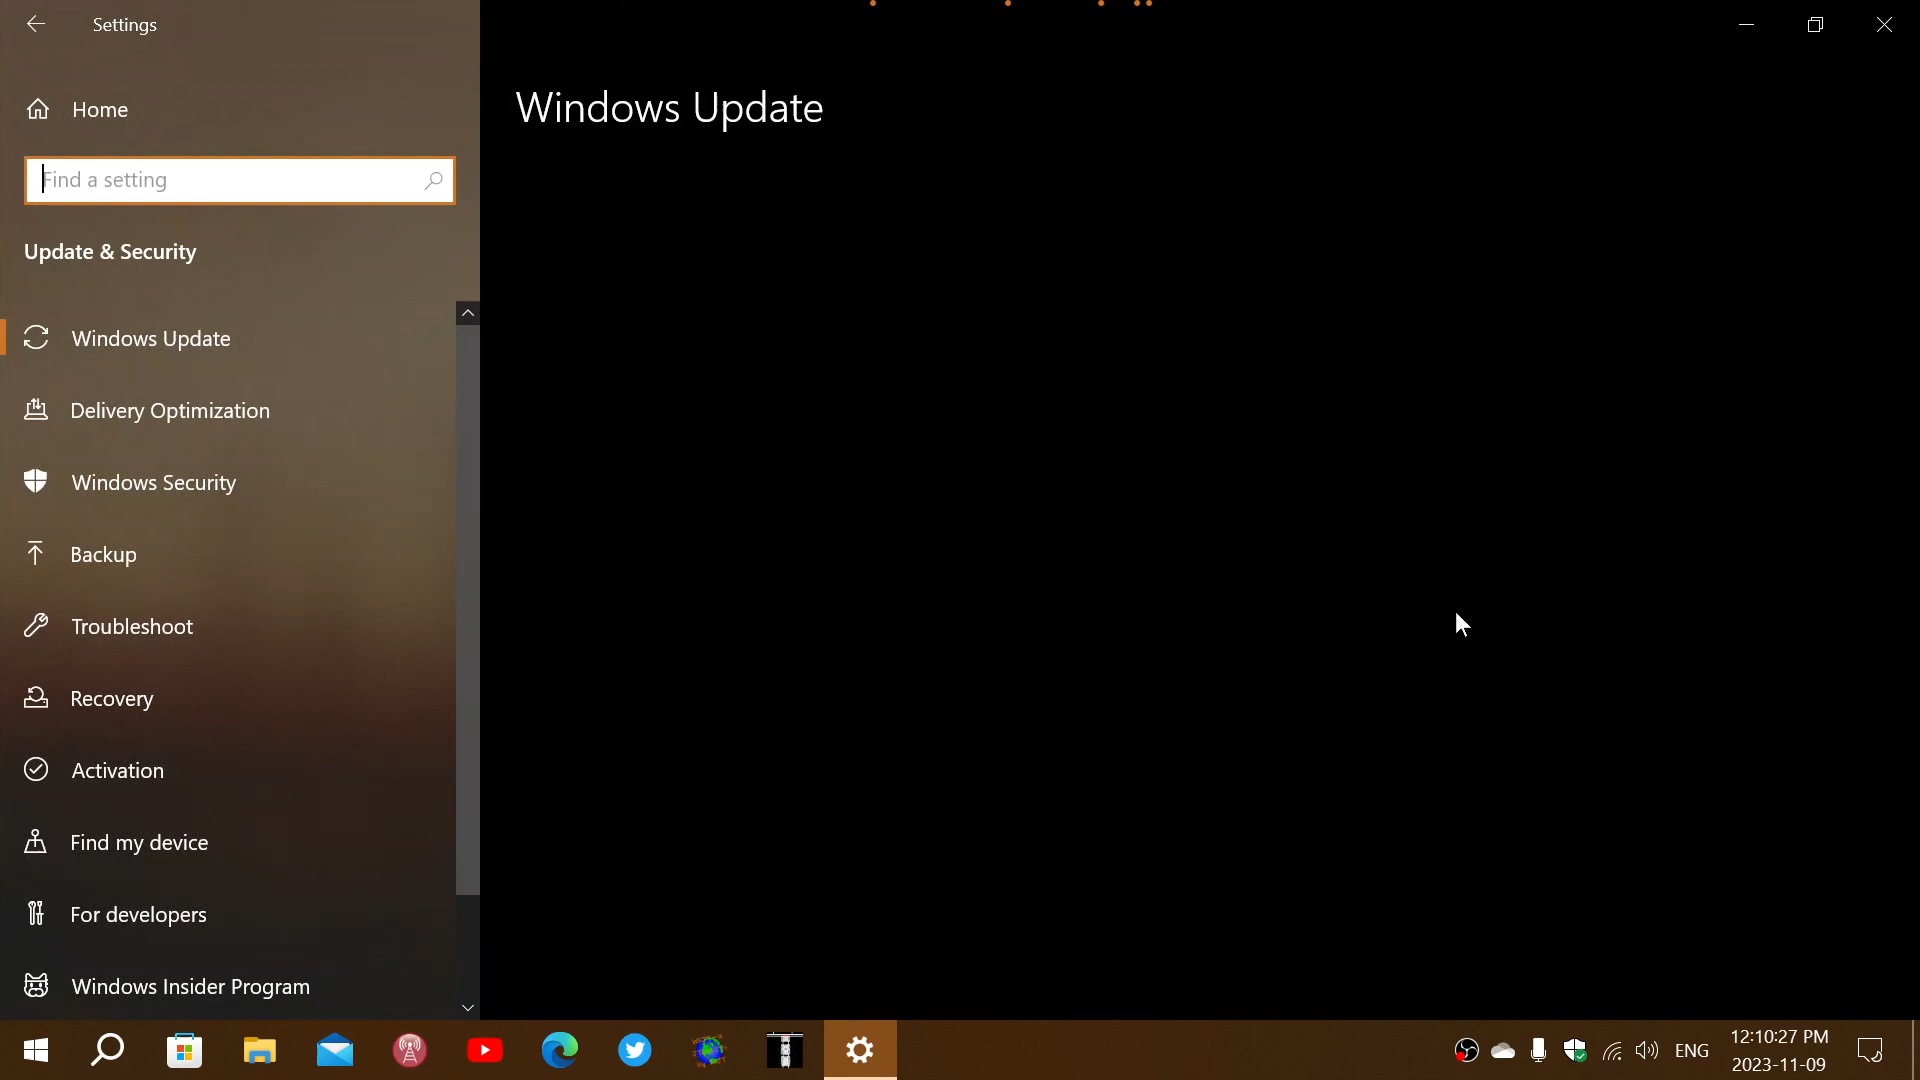 Settings
Home
Find a setting
Update & Security
Windows Update
Delivery Optimization
Windows Security
Backup
Troubleshoot
Recovery
Activation
Find my device
For developers
Windows Insider Program
Windows Update
ENG
12:10:27 PM
2023-11-09